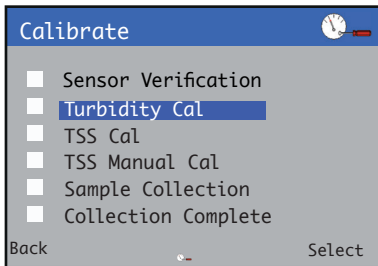 Calibrate
Sensor Verification
Turbidity Cal
TSS Cal
TSS Manual Cal
Sample Collection
Collection Complete
Back Select